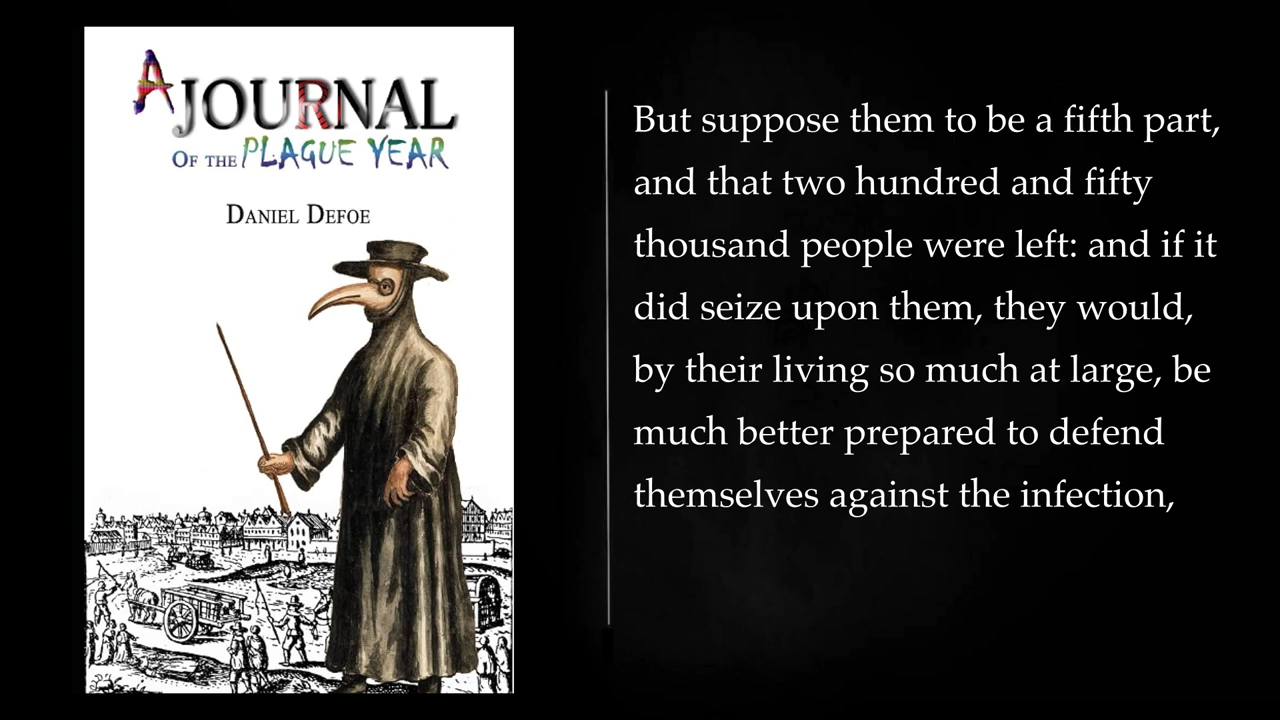 A JOURNAL
OF THE PLAGUE YEAR
DANIEL DEFOE
But suppose them to be a fifth part,
and that two hundred and fifty
thousand people were left: and if it
did seize upon them, they would,
by their living so much at large, be
much better prepared to defend
themselves against the infection,